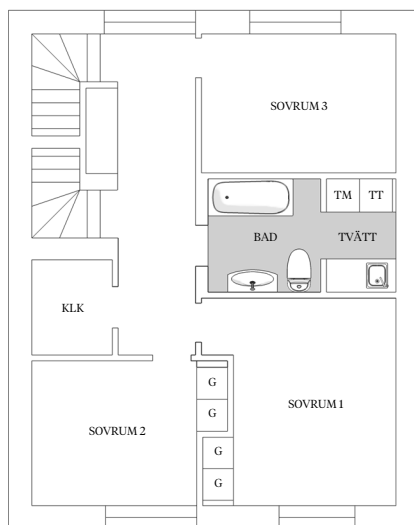 SOVRUM 3
TM TT
BAD TVÄTT
KLK
G
G
SOVRUM 1
SOVRUM 2
G
G